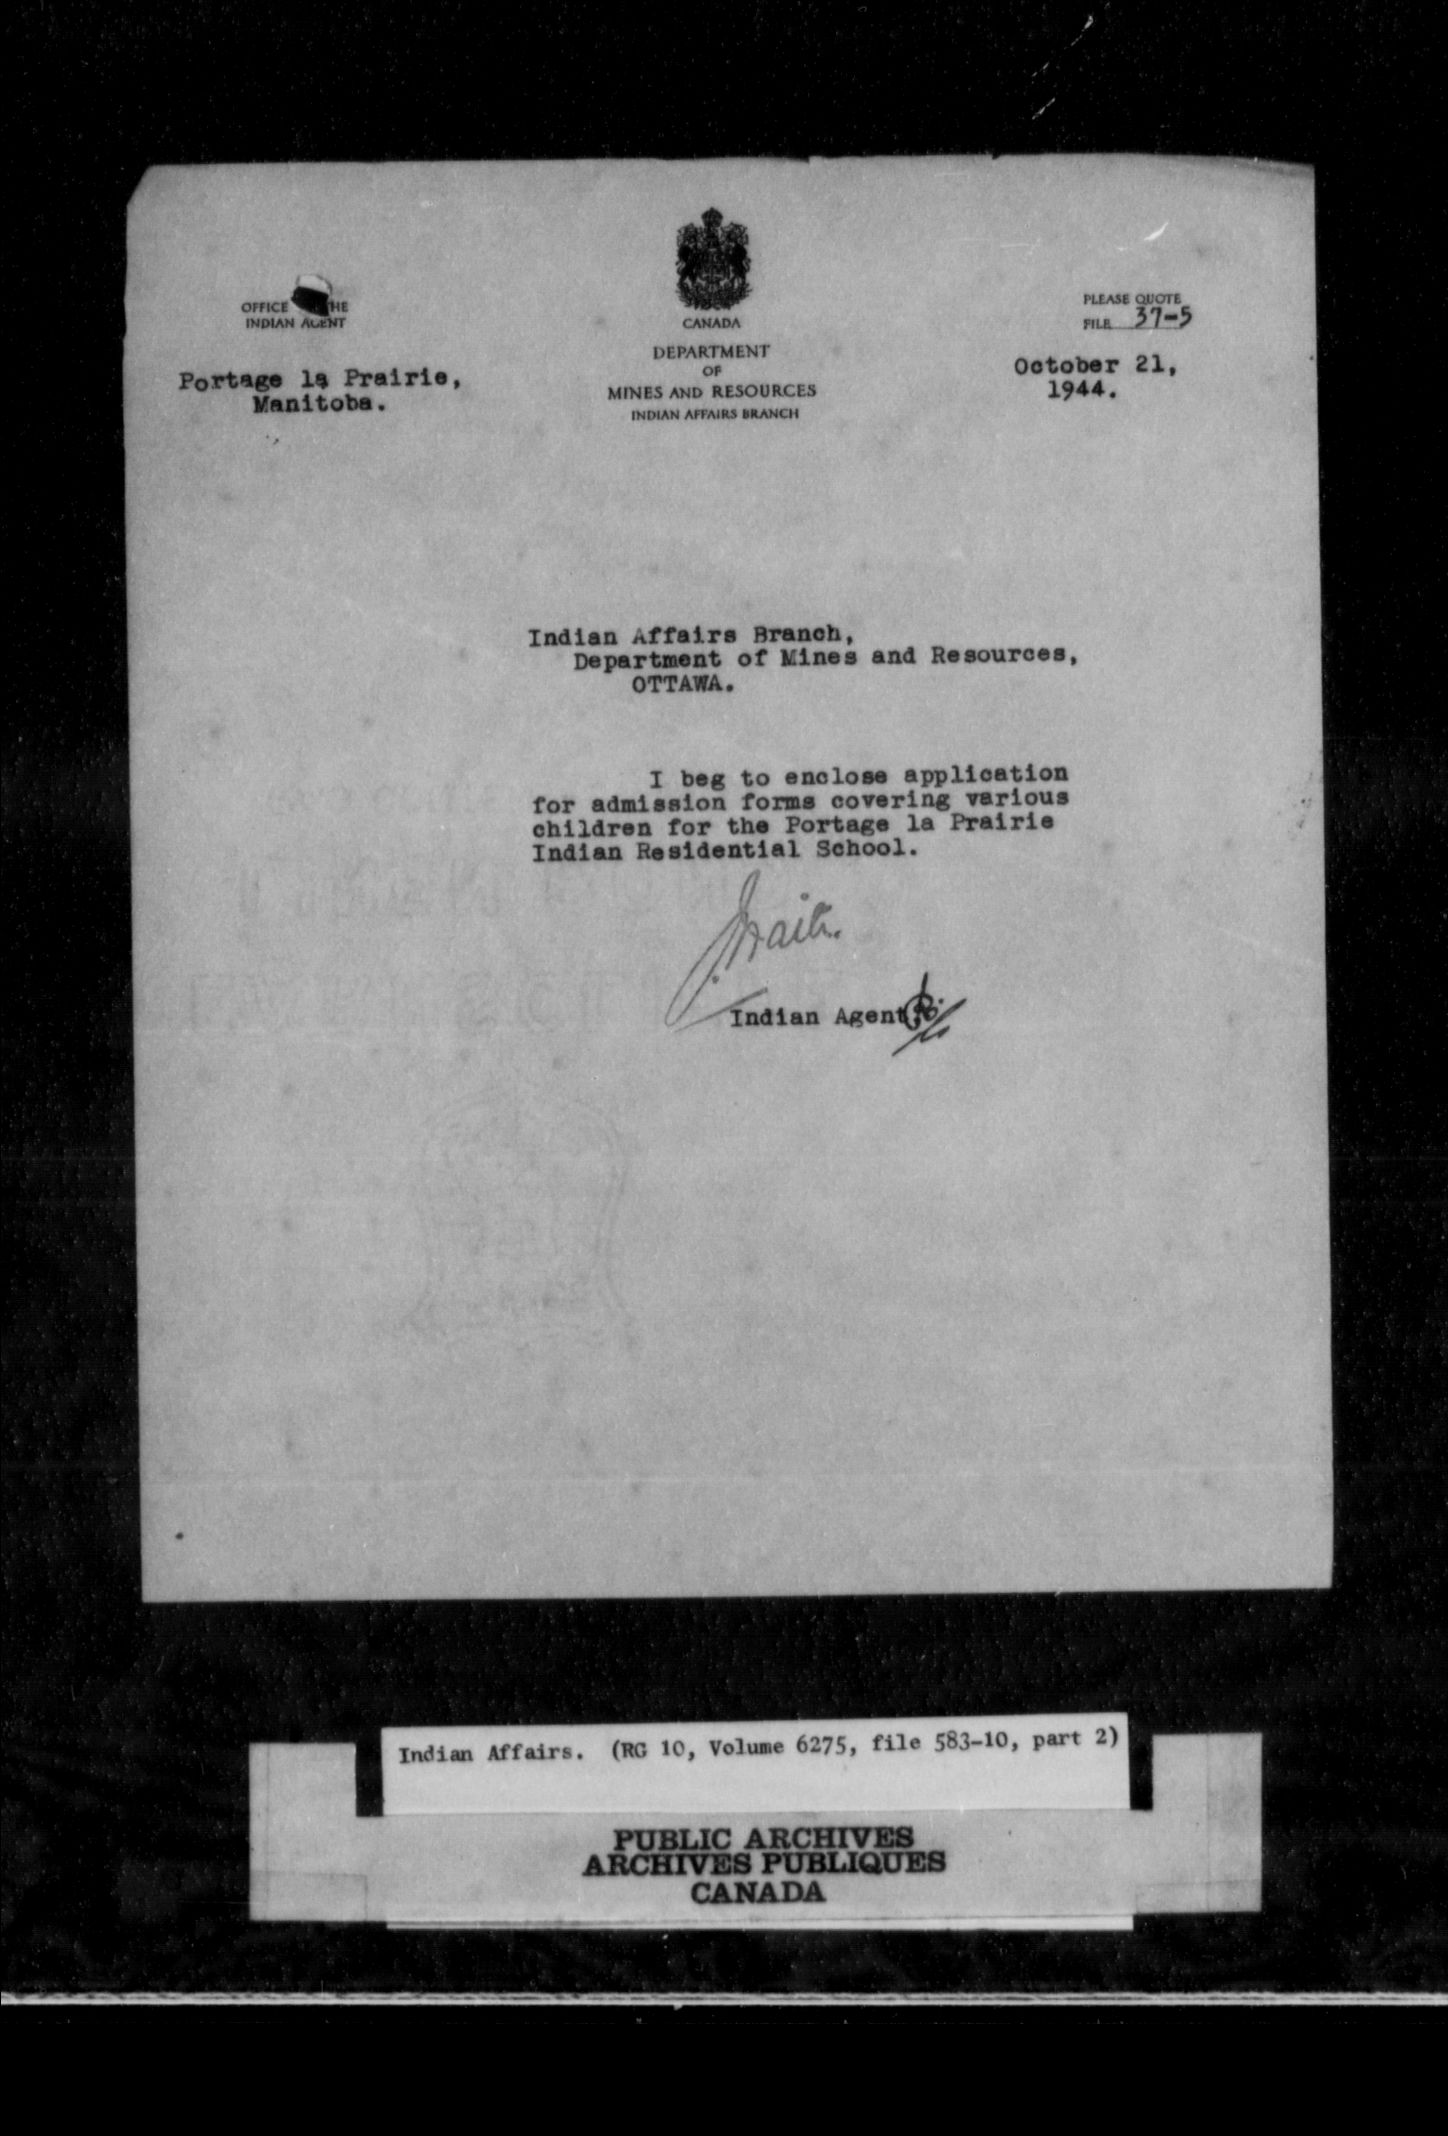 OFFICE HE
INDIAN AGENT
Portage la Prairie,
Manitoba.
CANADA
DEPARTMENT
OF
MINES AND RESOURCES
INDIAN AFFAIRS BRANCH
PLEASE QUOTE
FILE 37-5
October 21,
1944.
Indian Affairs Branch,
Department of Mines and Resources,
OTTAWA.
I beg to enclose application
for admission forms covering various
children for the Portage la Prairie
Indian Residential School.
Indian Agent
Indian Affairs. (RG 10, Volume 6275, file 583-10, part 2)
PUBLIC ARCHIVES
ARCHIVES PUBLIQUES
CANADA